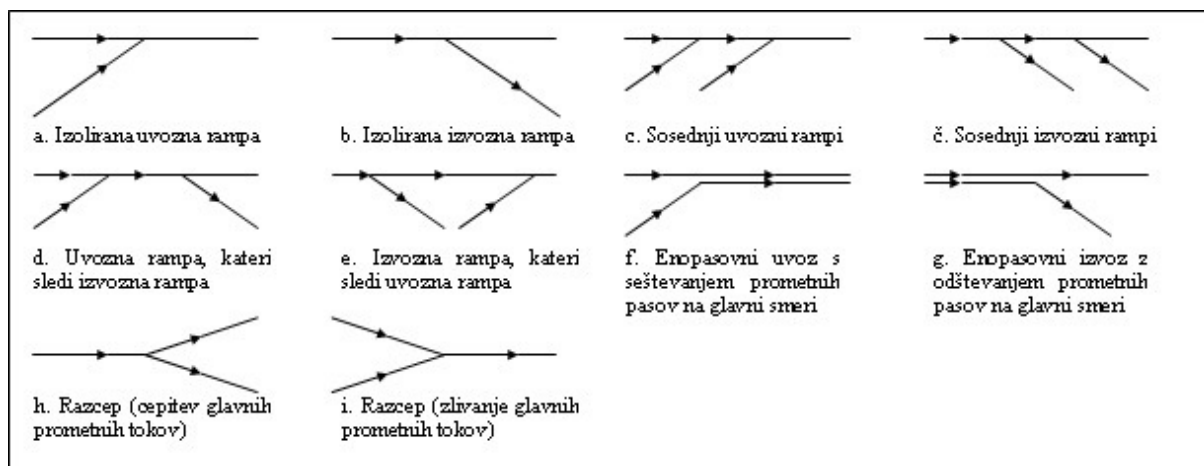 a. Izolirana uvozna rampa
b. Izolirana izvozna rampa
c. Sosednji uvozni rampi
č. Sosednji izvozni rampi
d. Uvozna rampa, kateri
sledi izvozna rampa
e. Izvozna rampa, kateri
sledi uvozna rampa
f. Enopasovni uvoz s
seštevanjem prometnih
pasov na glavni smeri
g. Enopasovni izvoz z
odštevanjem prometnih
pasov na glavni smeri
h. Razcep (cepitev glavnih
prometnih tokov)
i. Razcep (zlivanje glavnih
prometnih tokov)